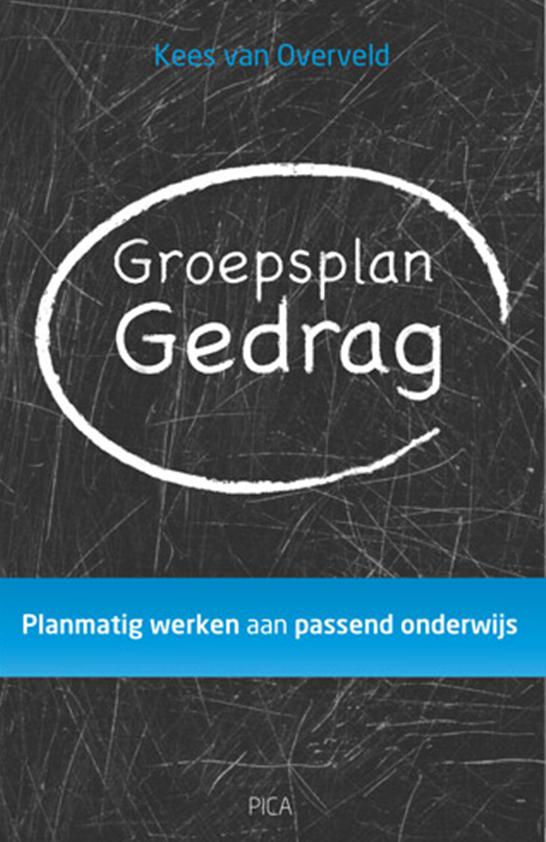 Kees van Overveld
Groepsplan
Gedrag
Planmatig werken aan passend onderwijs
PICA